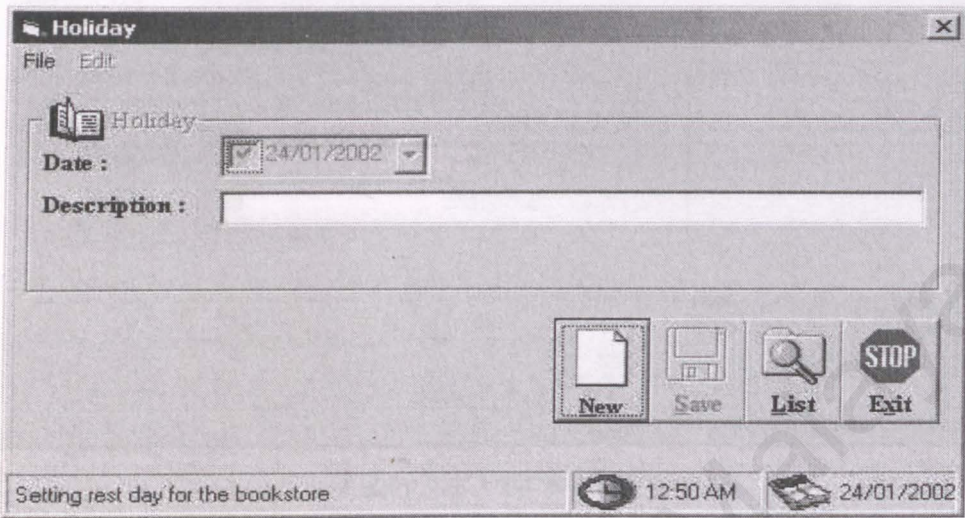 Holiday
File Edit
Holiday
Date : 24/01/2002
Description :
New Save List STOP Exit
Setting rest day for the bookstore 12:50 AM 24/01/2002